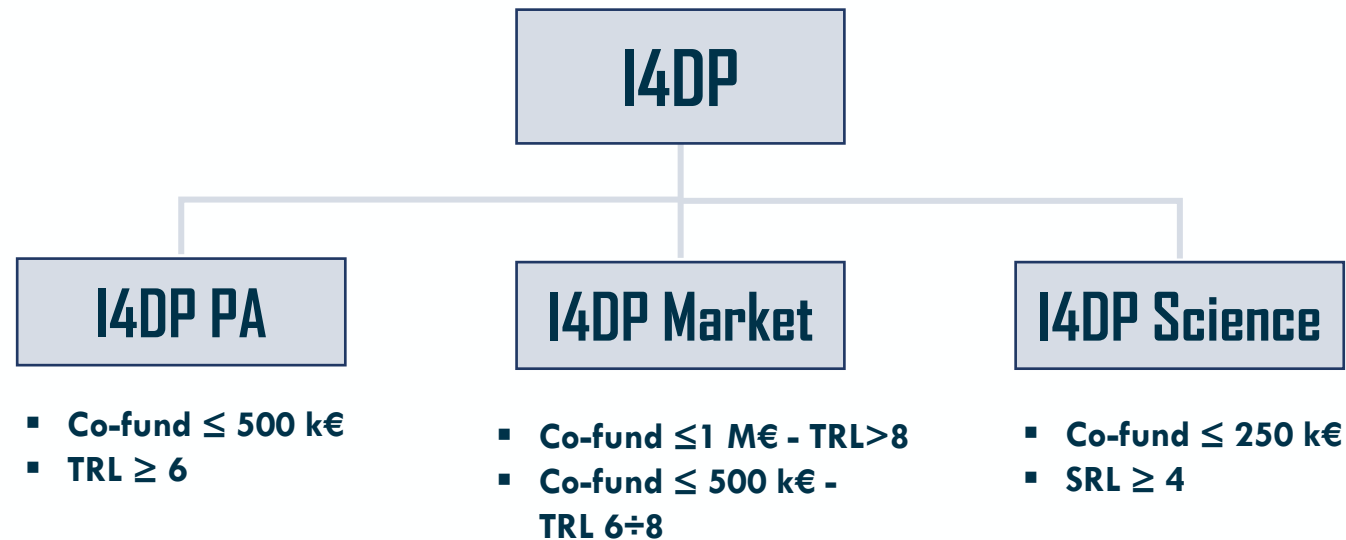 I4DP
I4DP PA
I4DP Market
I4DP Science
▪ Co-fund ≤ 500 k€
▪ TRL ≥ 6
▪ Co-fund ≤1 M€ - TRL>8
▪ Co-fund ≤ 500 k€ -
TRL 6÷8
▪ Co-fund ≤ 250 k€
▪ SRL ≥ 4